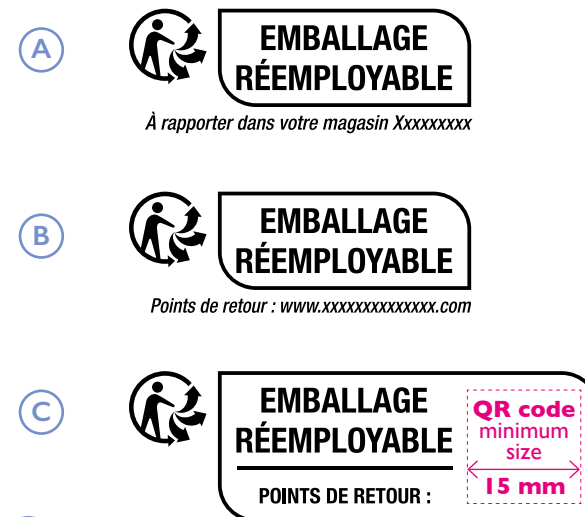 A
EMBALLAGE
RÉEMPLOYABLE
À rapporter dans votre magasin Xxxxxxxxx
B
EMBALLAGE
RÉEMPLOYABLE
Points de retour : www.xxxxxxxxxxxxxx.com
C
EMBALLAGE
RÉEMPLOYABLE
POINTS DE RETOUR :
QR code
minimum
size
15 mm